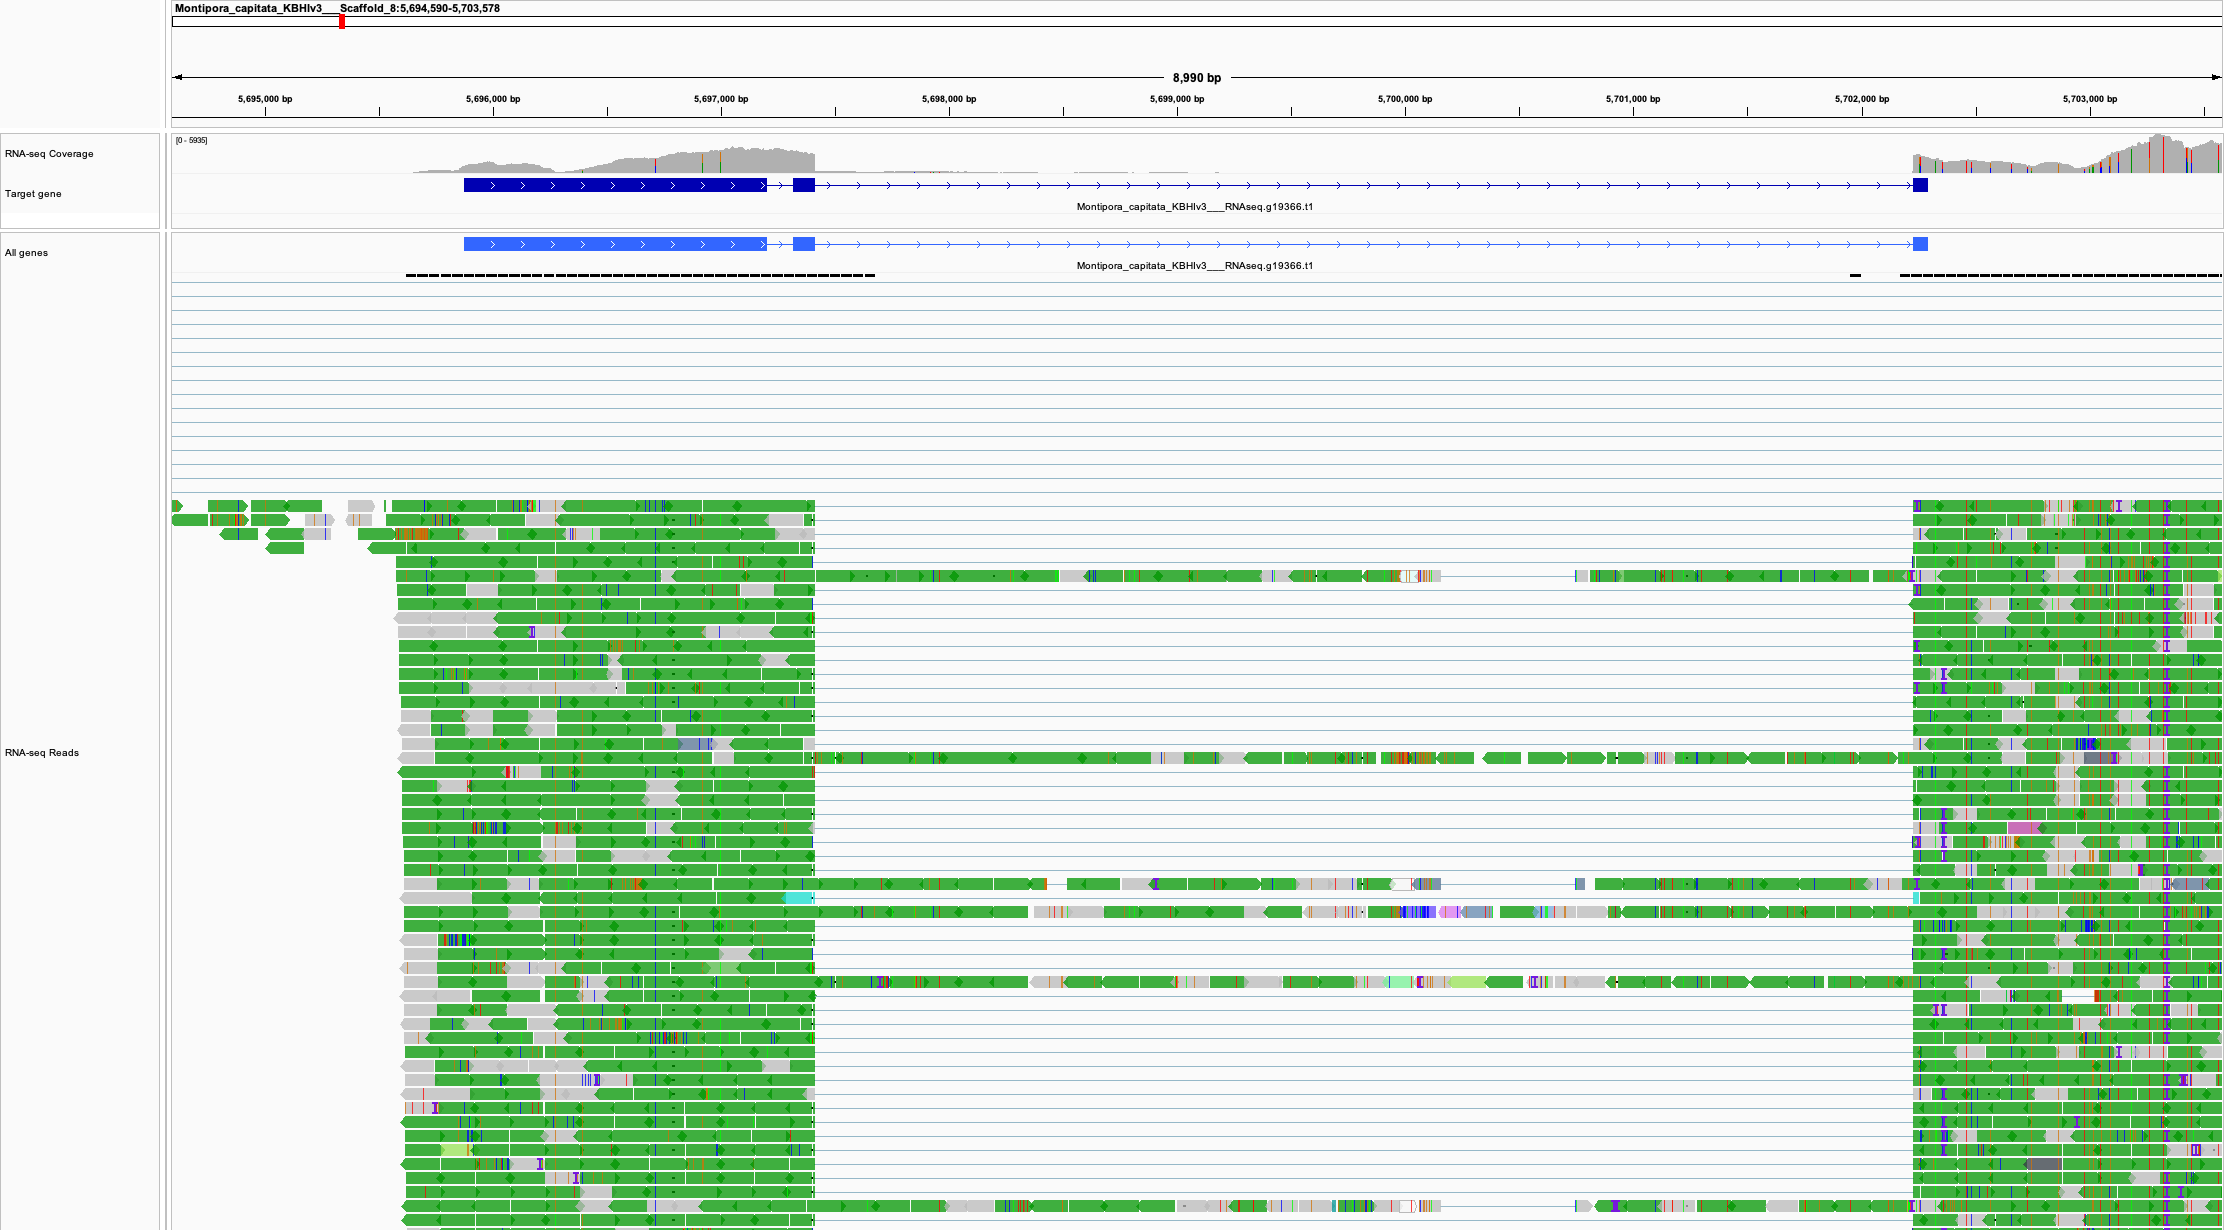 Montipora_capitata_KBHIv3___Scaffold_8:5,694,590-5,703,578
8,990 bp
5,695,000 bp 5,696,000 bp 5,697,000 bp 5,698,000 bp 5,699,000 bp 5,700,000 bp 5,701,000 bp 5,702,000 bp 5,703,000 bp
[0 - 5935]
RNA-seq Coverage
Target gene
Montipora_capitata_KBHIv3___RNAseq.g19366.t1
All genes
Montipora_capitata_KBHIv3___RNAseq.g19366.t1
RNA-seq Reads